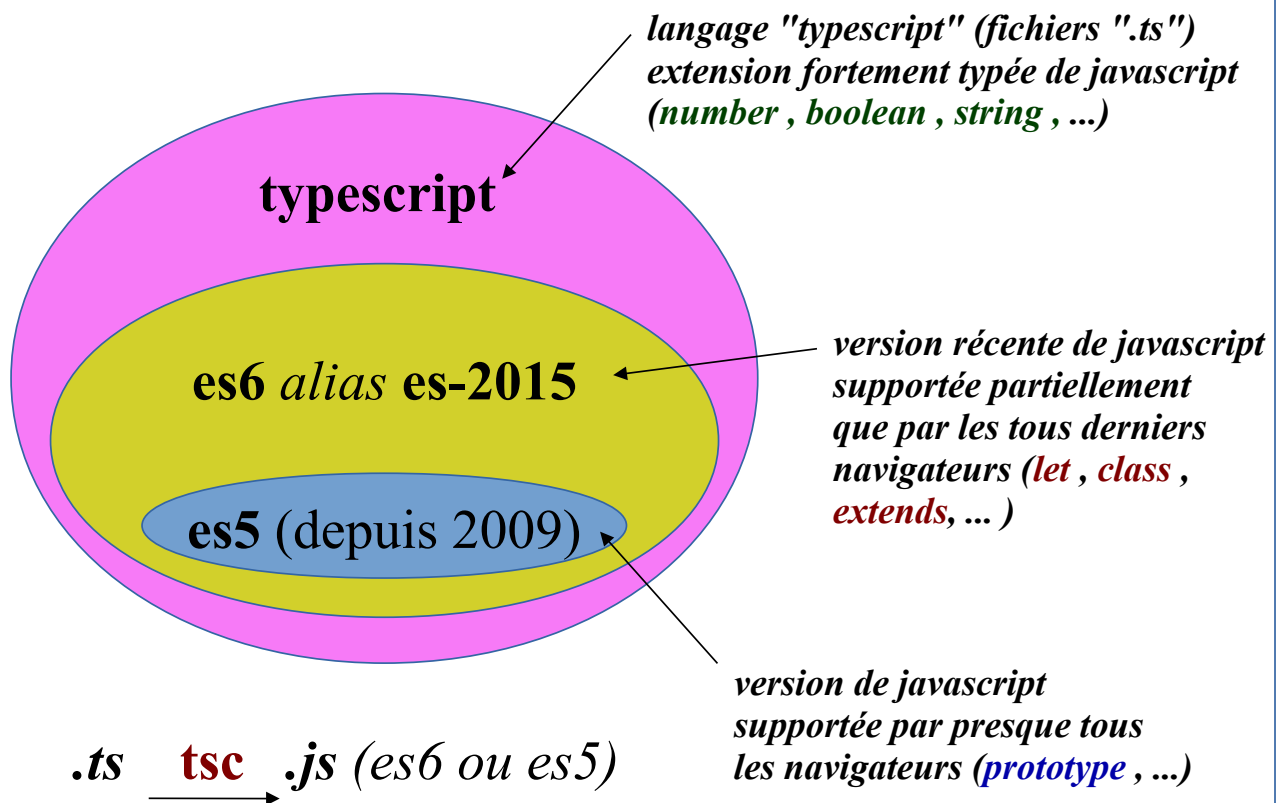 langage "typescript" (fichiers ".ts")
extension fortement typée de javascript
(number , boolean , string , ...)
typescript
version récente de javascript
supportée partiellement
que par les tous derniers
navigateurs (let , class ,
extends, ... )
es6 alias es-2015
es5 (depuis 2009)
version de javascript
supportée par presque tous
les navigateurs (prototype , ...)
.ts tsc .js (es6 ou es5)